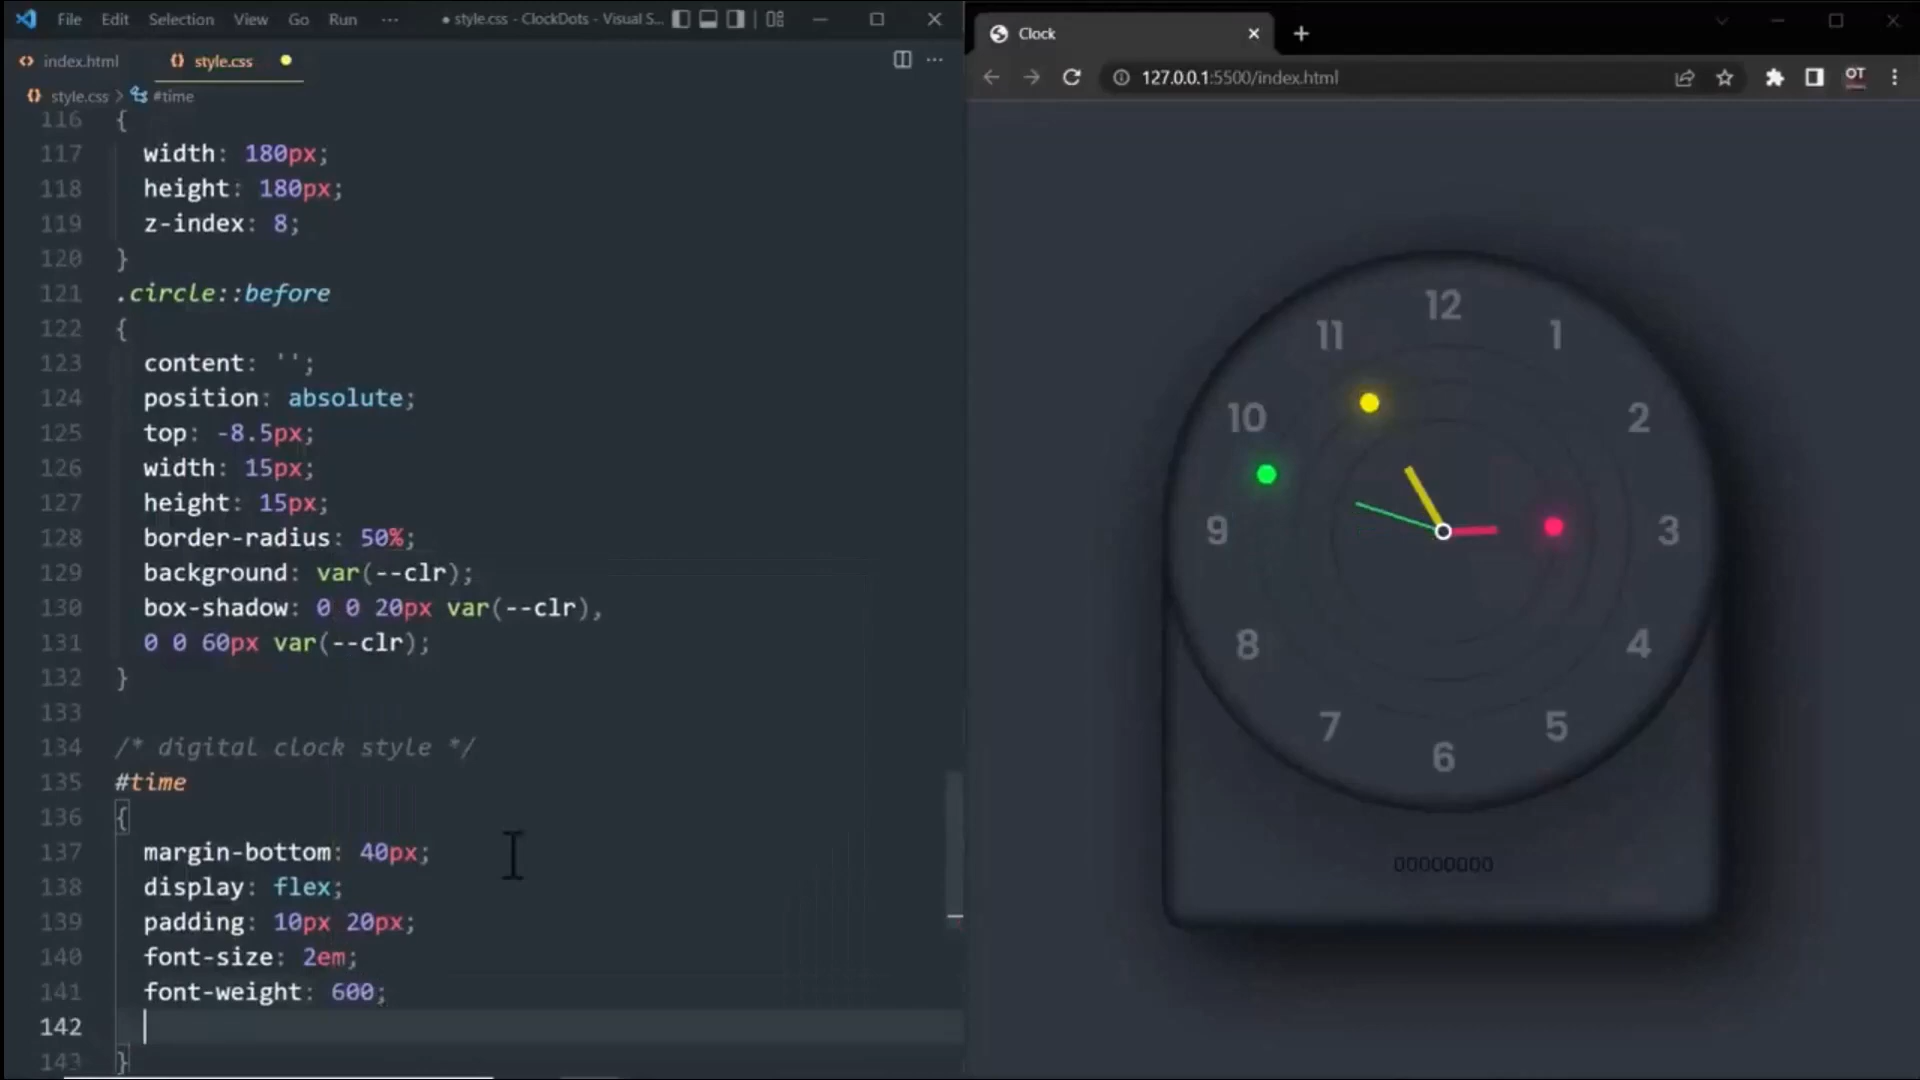 File Edit Selection View Go Run ··· ● style.css - ClockDots - Visual S...
index.html style.css
style.css > #time
116 {
117 width: 180px;
118 height: 180px;
119 z-index: 8;
120 }
121 .circle::before
122 {
123 content: '';
124 position: absolute;
125 top: -8.5px;
126 width: 15px;
127 height: 15px;
128 border-radius: 50%;
129 background: var(--clr);
130 box-shadow: 0 0 20px var(--clr),
131 0 0 60px var(--clr);
132 }
133
134 /* digital clock style */
135 #time
136 {
137 margin-bottom: 40px;
138 display: flex;
139 padding: 10px 20px;
140 font-size: 2em;
141 font-weight: 600;
142
143 }
Clock
127.0.0.1:5500/index.html
OT
12
1
2
3
4
5
6
7
8
9
10
11
00000000